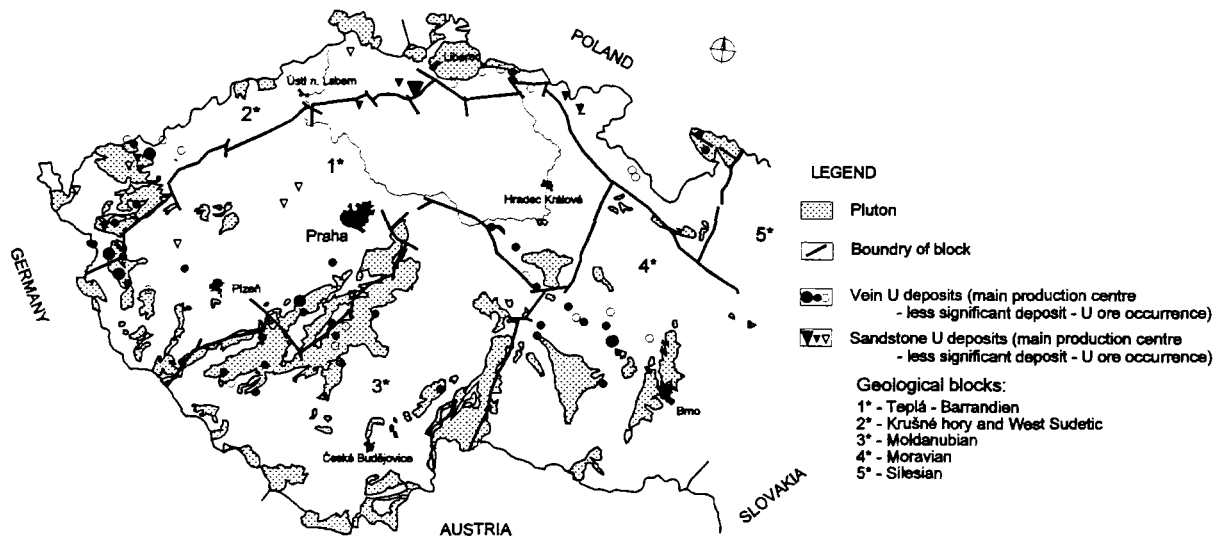 POLAND
Liberec
Ústí n. Labem
2*
1*
LEGEND
Pluton
Hradec Králové
Praha
5*
Boundry of block
GERMANY
4*
Plzeň
Vein U deposits (main production centre
- less significant deposit - U ore occurrence)
Sandstone U deposits (main production centre
- less significant deposit - U ore occurrence)
3*
Brno
Geological blocks:
1* - Teplá - Barrandien
2* - Krušné hory and West Sudetic
3* - Moldanubian
4* - Moravian
5* - Silesian
České Budějovice
SLOVAKIA
AUSTRIA